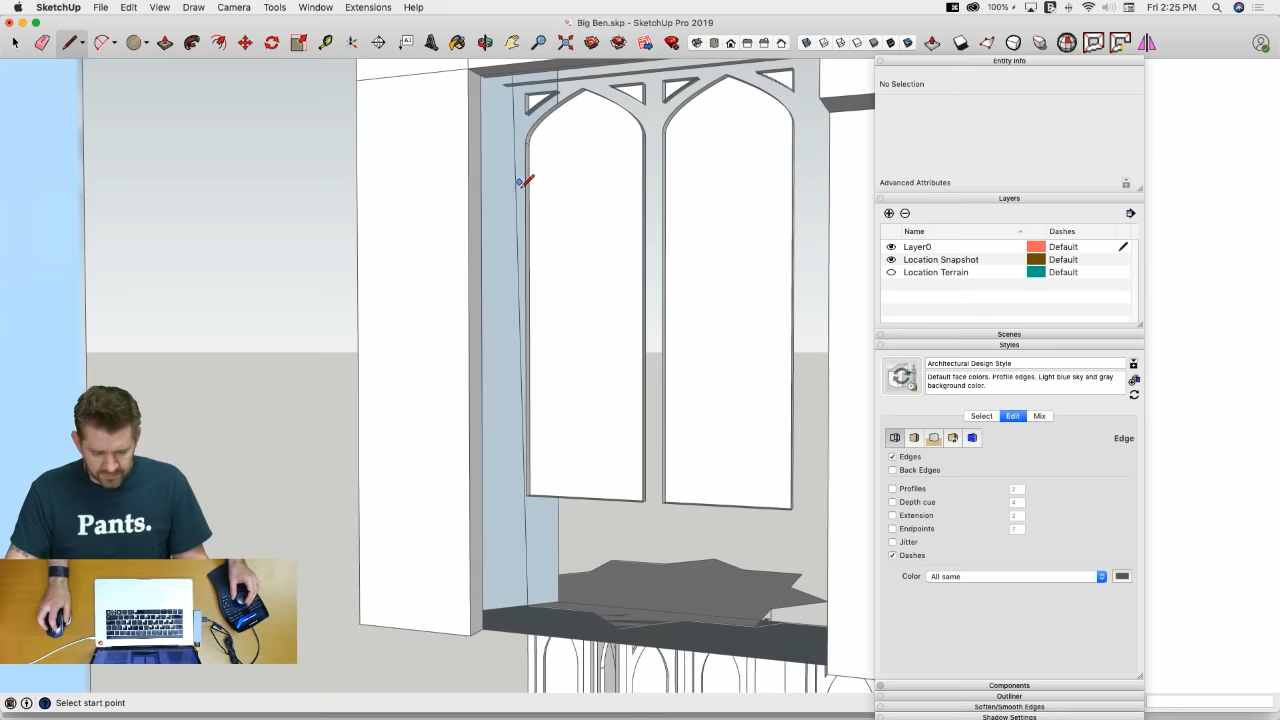 SketchUp File Edit View Draw Camera Tools Window Extensions Help 100% Fri 2:25 PM
Big Ben.skp - SketchUp Pro 2019
Entity Info
No Selection
Advanced Attributes
Layers
Name Dashes
Layer0 Default
Location Snapshot Default
Location Terrain Default
Scenes
Styles
Architectural Design Style
Default face colors. Profile edges. Light blue sky and gray
background color.
Select Edit Mix
Edge
Edges
Back Edges
Profiles 2
Depth cue 4
Extension 2
Endpoints 7
Jitter
Dashes
Color All same
Components
Outliner
Soften/Smooth Edges
Shadow Settings
Select start point
Pants.